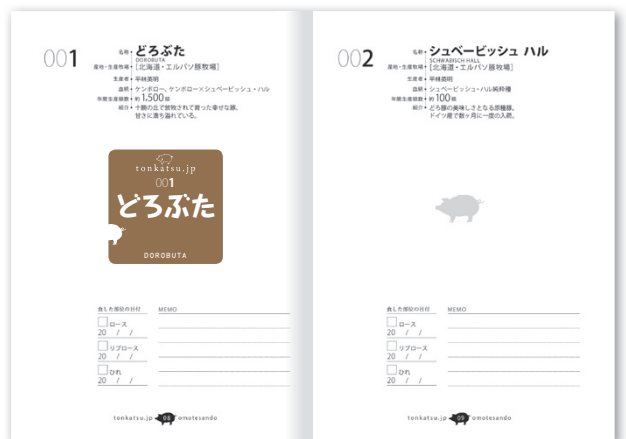 001
名称・どろぶた
DOROBUTA
産地・生産牧場・[北海道・エルパソ豚牧場]
生産者・平林英明
血統・ケンボロー、ケンボロー×シュベービッシュ・ハル
年間生産頭数・約1,500頭
紹介・十勝の丘で放牧されて育った幸せな豚。
甘さに満ち溢れている。
tonkatsu.jp
001
どろぶた
DOROBUTA
食した部位の日付 MEMO
ロース
20 / /
リブロース
20 / /
ひれ
20 / /
tonkatsu.jp 08 omotesando
002
名称・シュベービッシュ ハル
SCHWABISCH HALL
産地・生産牧場・[北海道・エルパソ豚牧場]
生産者・平林英明
血統・シュベービッシュ・ハル純粋種
年間生産頭数・約100頭
紹介・どろ豚の美味しさとなる原種豚。
ドイツ産で数ヶ月に一度の入荷。
食した部位の日付 MEMO
ロース
20 / /
リブロース
20 / /
ひれ
20 / /
tonkatsu.jp 09 omotesando